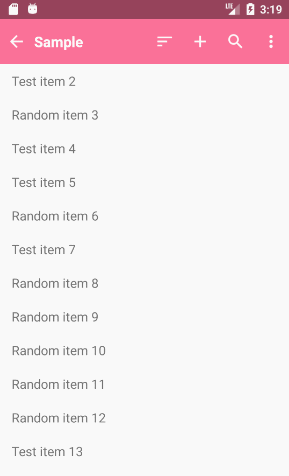 3:19
Sample
Test item 2
Random item 3
Test item 4
Test item 5
Random item 6
Test item 7
Random item 8
Random item 9
Random item 10
Random item 11
Random item 12
Test item 13